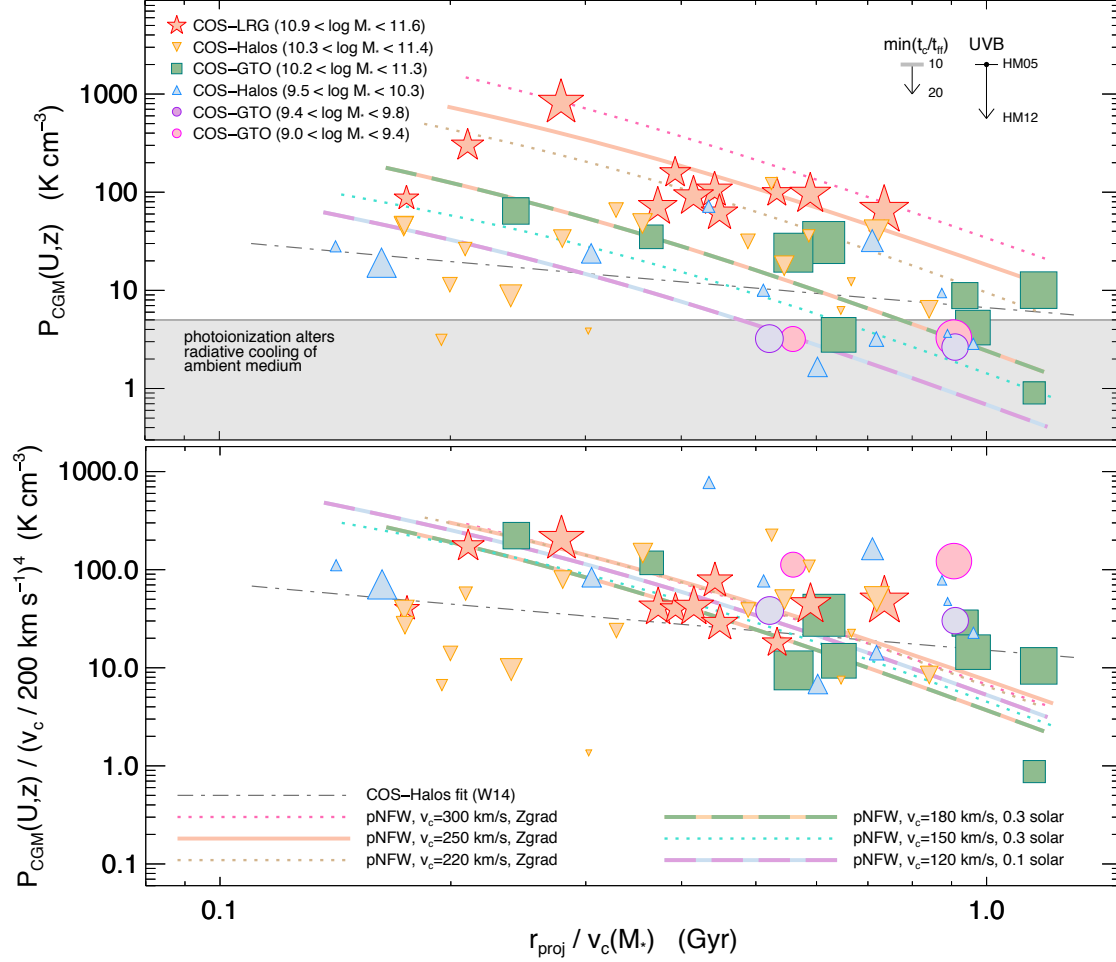 COS−LRG (10.9 < log M* < 11.6)
COS−Halos (10.3 < log M* < 11.4)
COS−GTO (10.2 < log M* < 11.3)
COS−Halos (9.5 < log M* < 10.3)
COS−GTO (9.4 < log M* < 9.8)
COS−GTO (9.0 < log M* < 9.4)
min(tc/tff)
10
20
UVB
HM05
HM12
1000
100
10
1
PCGM(U,z) (K cm−3)
photoionization alters
radiative cooling of
ambient medium
1000.0
100.0
10.0
1.0
0.1
PCGM(U,z) / (vc / 200 km s−1) 4 (K cm−3)
COS−Halos fit (W14)
pNFW, vc=300 km/s, Zgrad
pNFW, vc=250 km/s, Zgrad
pNFW, vc=220 km/s, Zgrad
pNFW, vc=180 km/s, 0.3 solar
pNFW, vc=150 km/s, 0.3 solar
pNFW, vc=120 km/s, 0.1 solar
0.1
1.0
rproj / vc(M*) (Gyr)